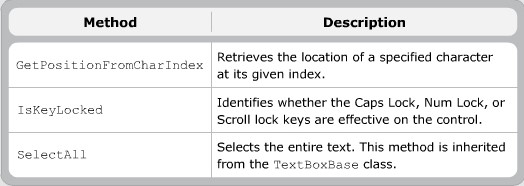 Method Description
GetPositionFromCharIndex
Retrieves the location of a specified character
at its given index.
IsKeyLocked
Identifies whether the Caps Lock, Num Lock, or
Scroll lock keys are effective on the control.
SelectAll
Selects the entire text. This method is inherited
from the TextBoxBase class.